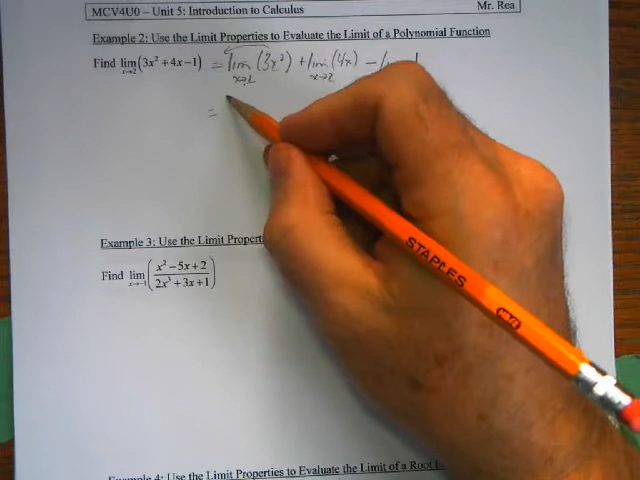 MCV4U0 – Unit 5: Introduction to Calculus Mr. Rea
Example 2: Use the Limit Properties to Evaluate the Limit of a Polynomial Function
Find lim x→2 (3x² + 4x − 1) = lim x→2 (3x²) + lim x→2 (4x) −
=
Example 3: Use the Limit
Find lim x→−1 ( (x² − 5x + 2) / (2x³ + 3x + 1) )
STAPLES
Example 4: Use the Limit Properties to Evaluate the Limit of a Root